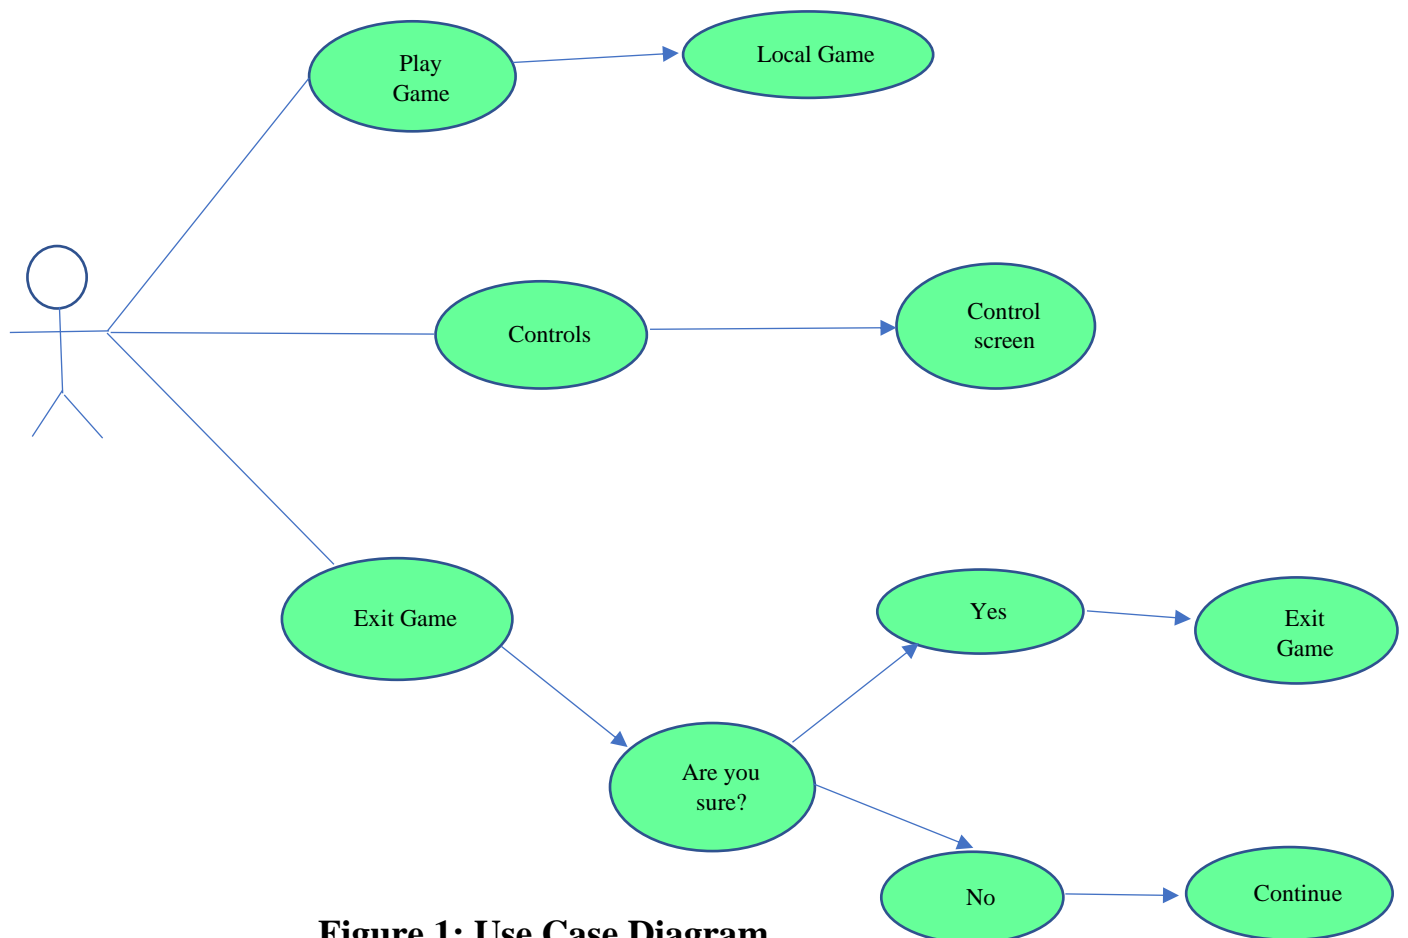 Play
Game
Local Game
Controls
Control
screen
Exit Game
Yes
Exit
Game
Are you
sure?
No
Continue
Figure 1: Use Case Diagram